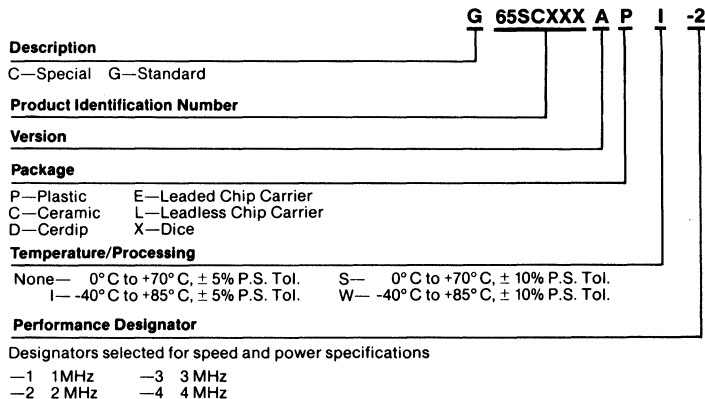 G 65SCXXX A P I -2
Description
C—Special G—Standard
Product Identification Number
Version
Package
P—Plastic E—Leaded Chip Carrier
C—Ceramic L—Leadless Chip Carrier
D—Cerdip X—Dice
Temperature/Processing
None— 0°C to +70°C, ± 5% P.S. Tol. S— 0°C to +70°C, ± 10% P.S. Tol.
I— -40°C to +85°C, ± 5% P.S. Tol. W— -40°C to +85°C, ± 10% P.S. Tol.
Performance Designator
Designators selected for speed and power specifications
—1 1MHz —3 3 MHz
—2 2 MHz —4 4 MHz